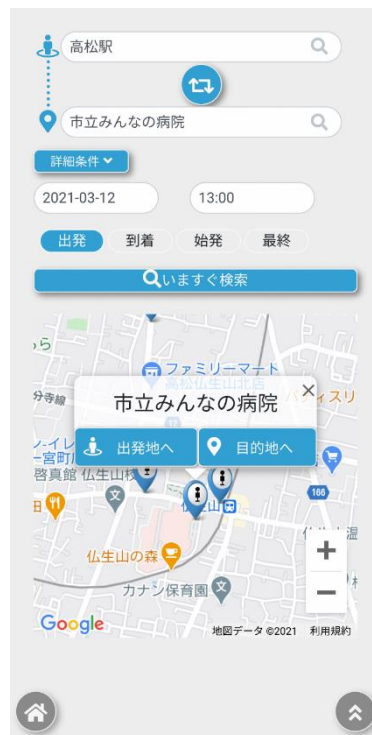 高松駅
市立みんなの病院
詳細条件
2021-03-12
13:00
出発
到着
始発
最終
いますぐ検索
ファミリーマート
高松仏生山北店
市立みんなの病院
×
出発地へ
目的地へ
啓真館
仏生山
166
仏生山の森
カナン保育園
+
−
Google
地図データ ©2021
利用規約